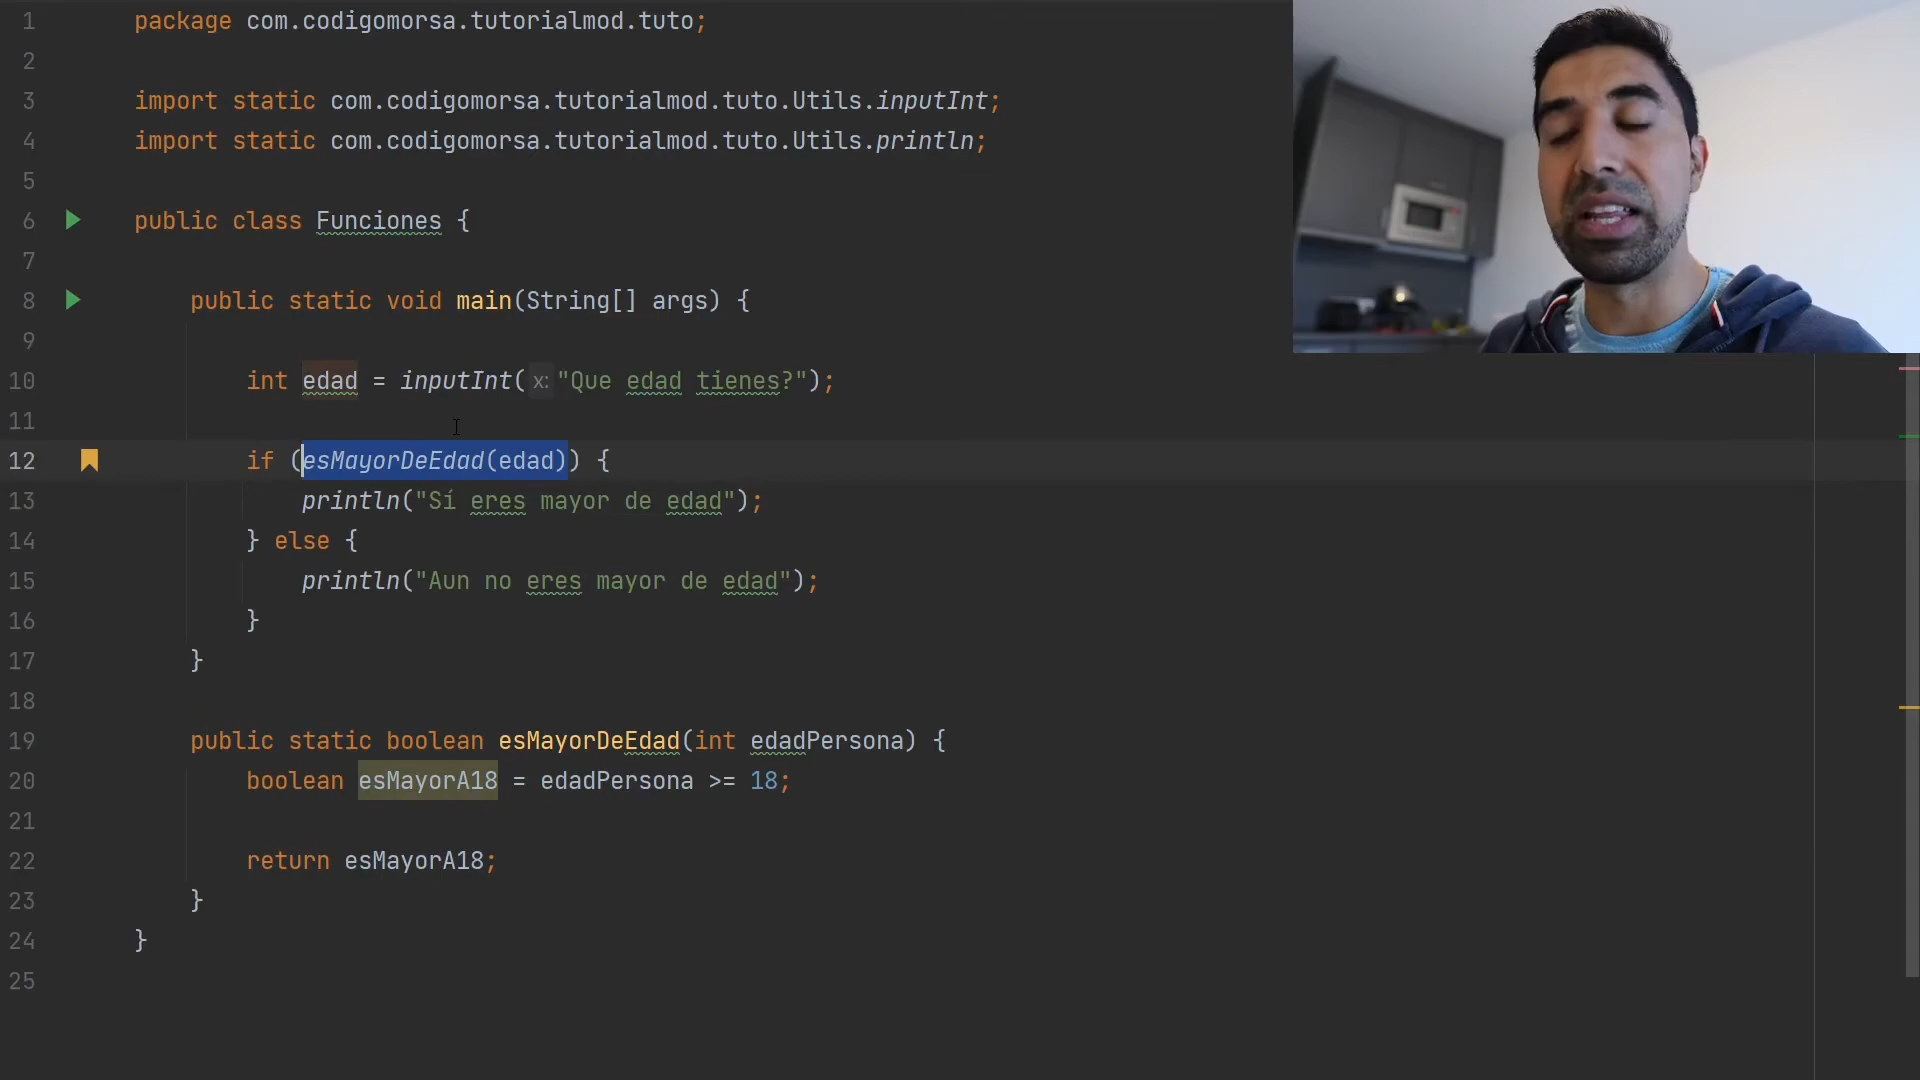 1 package com.codigomorsa.tutorialmod.tuto;
2
3 import static com.codigomorsa.tutorialmod.tuto.Utils.inputInt;
4 import static com.codigomorsa.tutorialmod.tuto.Utils.println;
5
6 public class Funciones {
7
8 public static void main(String[] args) {
9
10 int edad = inputInt( x: "Que edad tienes?");
11
12 if (esMayorDeEdad(edad)) {
13 println("Sí eres mayor de edad");
14 } else {
15 println("Aun no eres mayor de edad");
16 }
17 }
18
19 public static boolean esMayorDeEdad(int edadPersona) {
20 boolean esMayorA18 = edadPersona >= 18;
21
22 return esMayorA18;
23 }
24 }
25